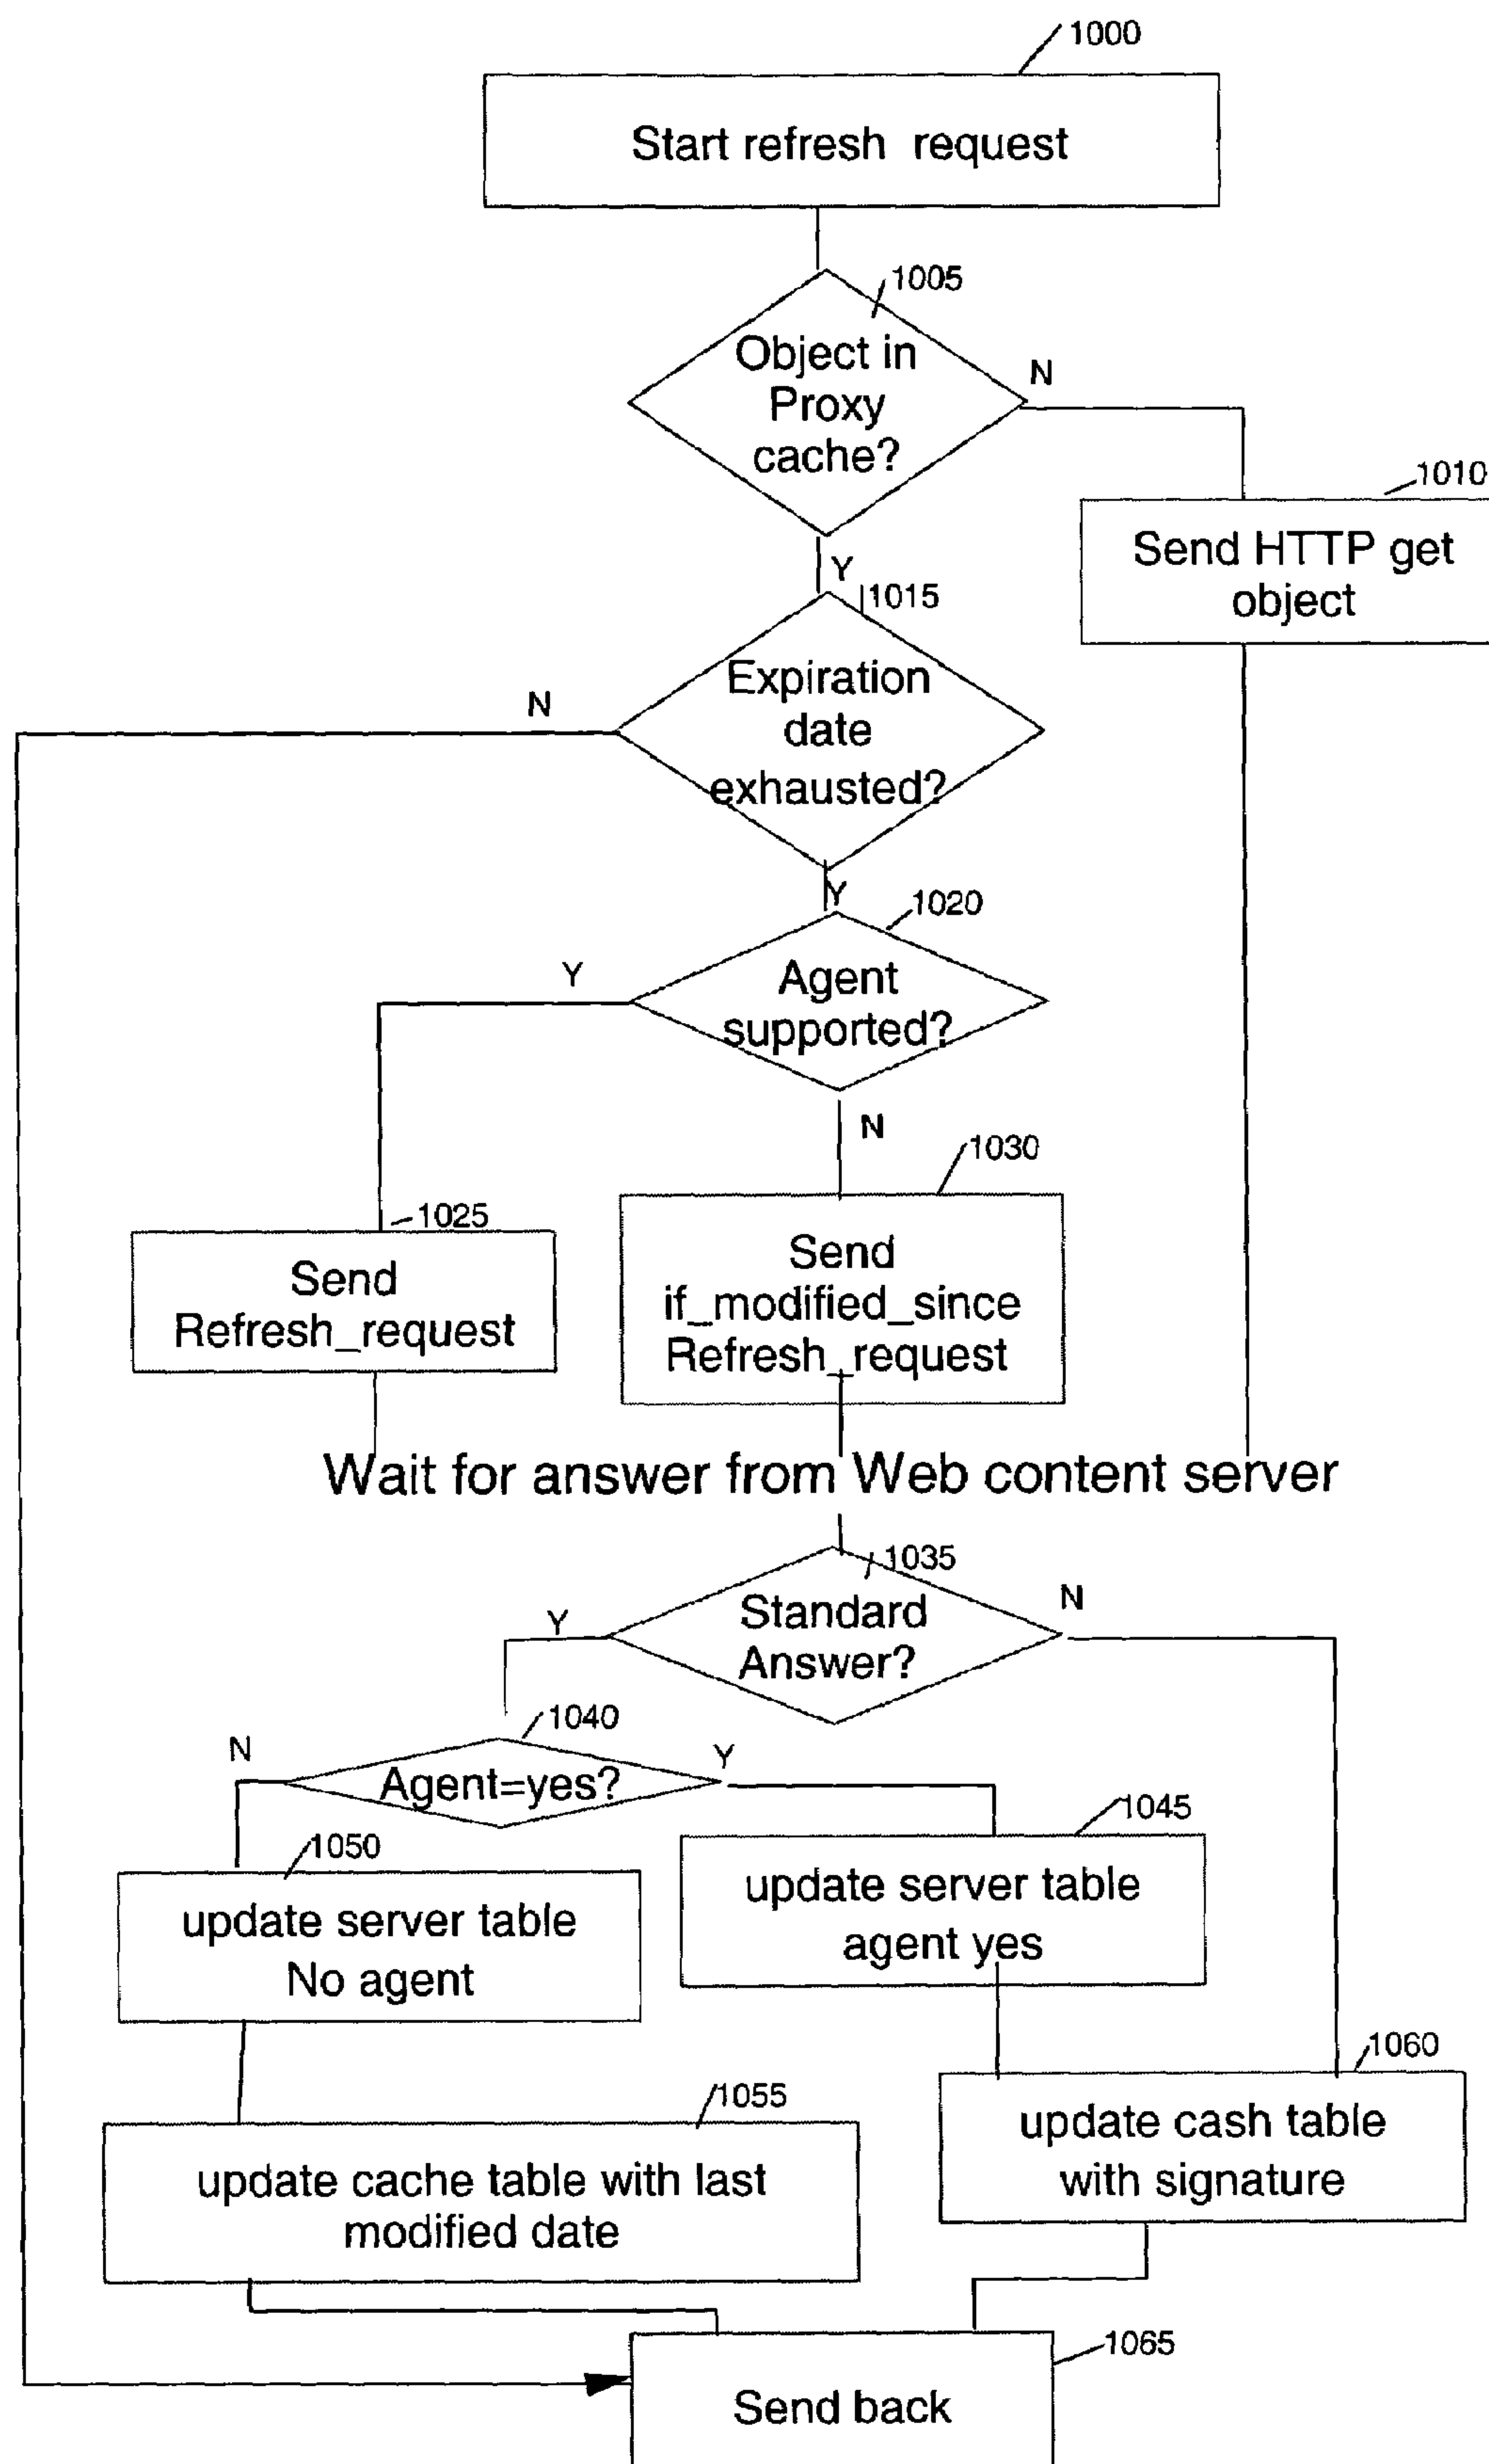 1000
Start refresh request
1005
Object in
Proxy
cache?
N
1010
Send HTTP get
object
Y
1015
Expiration
date
exhausted?
N
Y
1020
Agent
supported?
Y
N
1030
1025
Send
Refresh_request
Send
if_modified_since
Refresh_request
Wait for answer from Web content server
1035
Standard
Answer?
Y
N
1040
Agent=yes?
N
Y
1045
1050
update server table
agent yes
update server table
No agent
1060
1055
update cash table
with signature
update cache table with last
modified date
1065
Send back